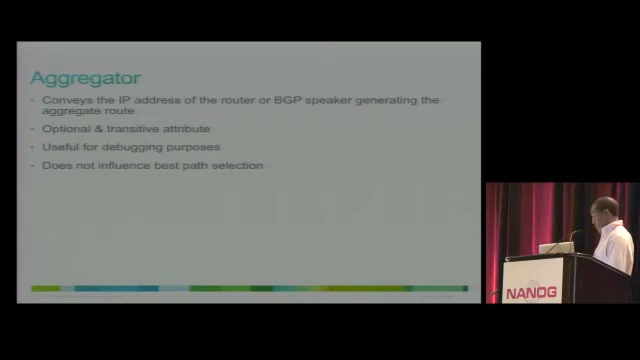 Aggregator
- Conveys the IP address of the router or BGP speaker generating the
aggregate route
- Optional & transitive attribute
- Useful for debugging purposes
- Does not influence best path selection
NANOG